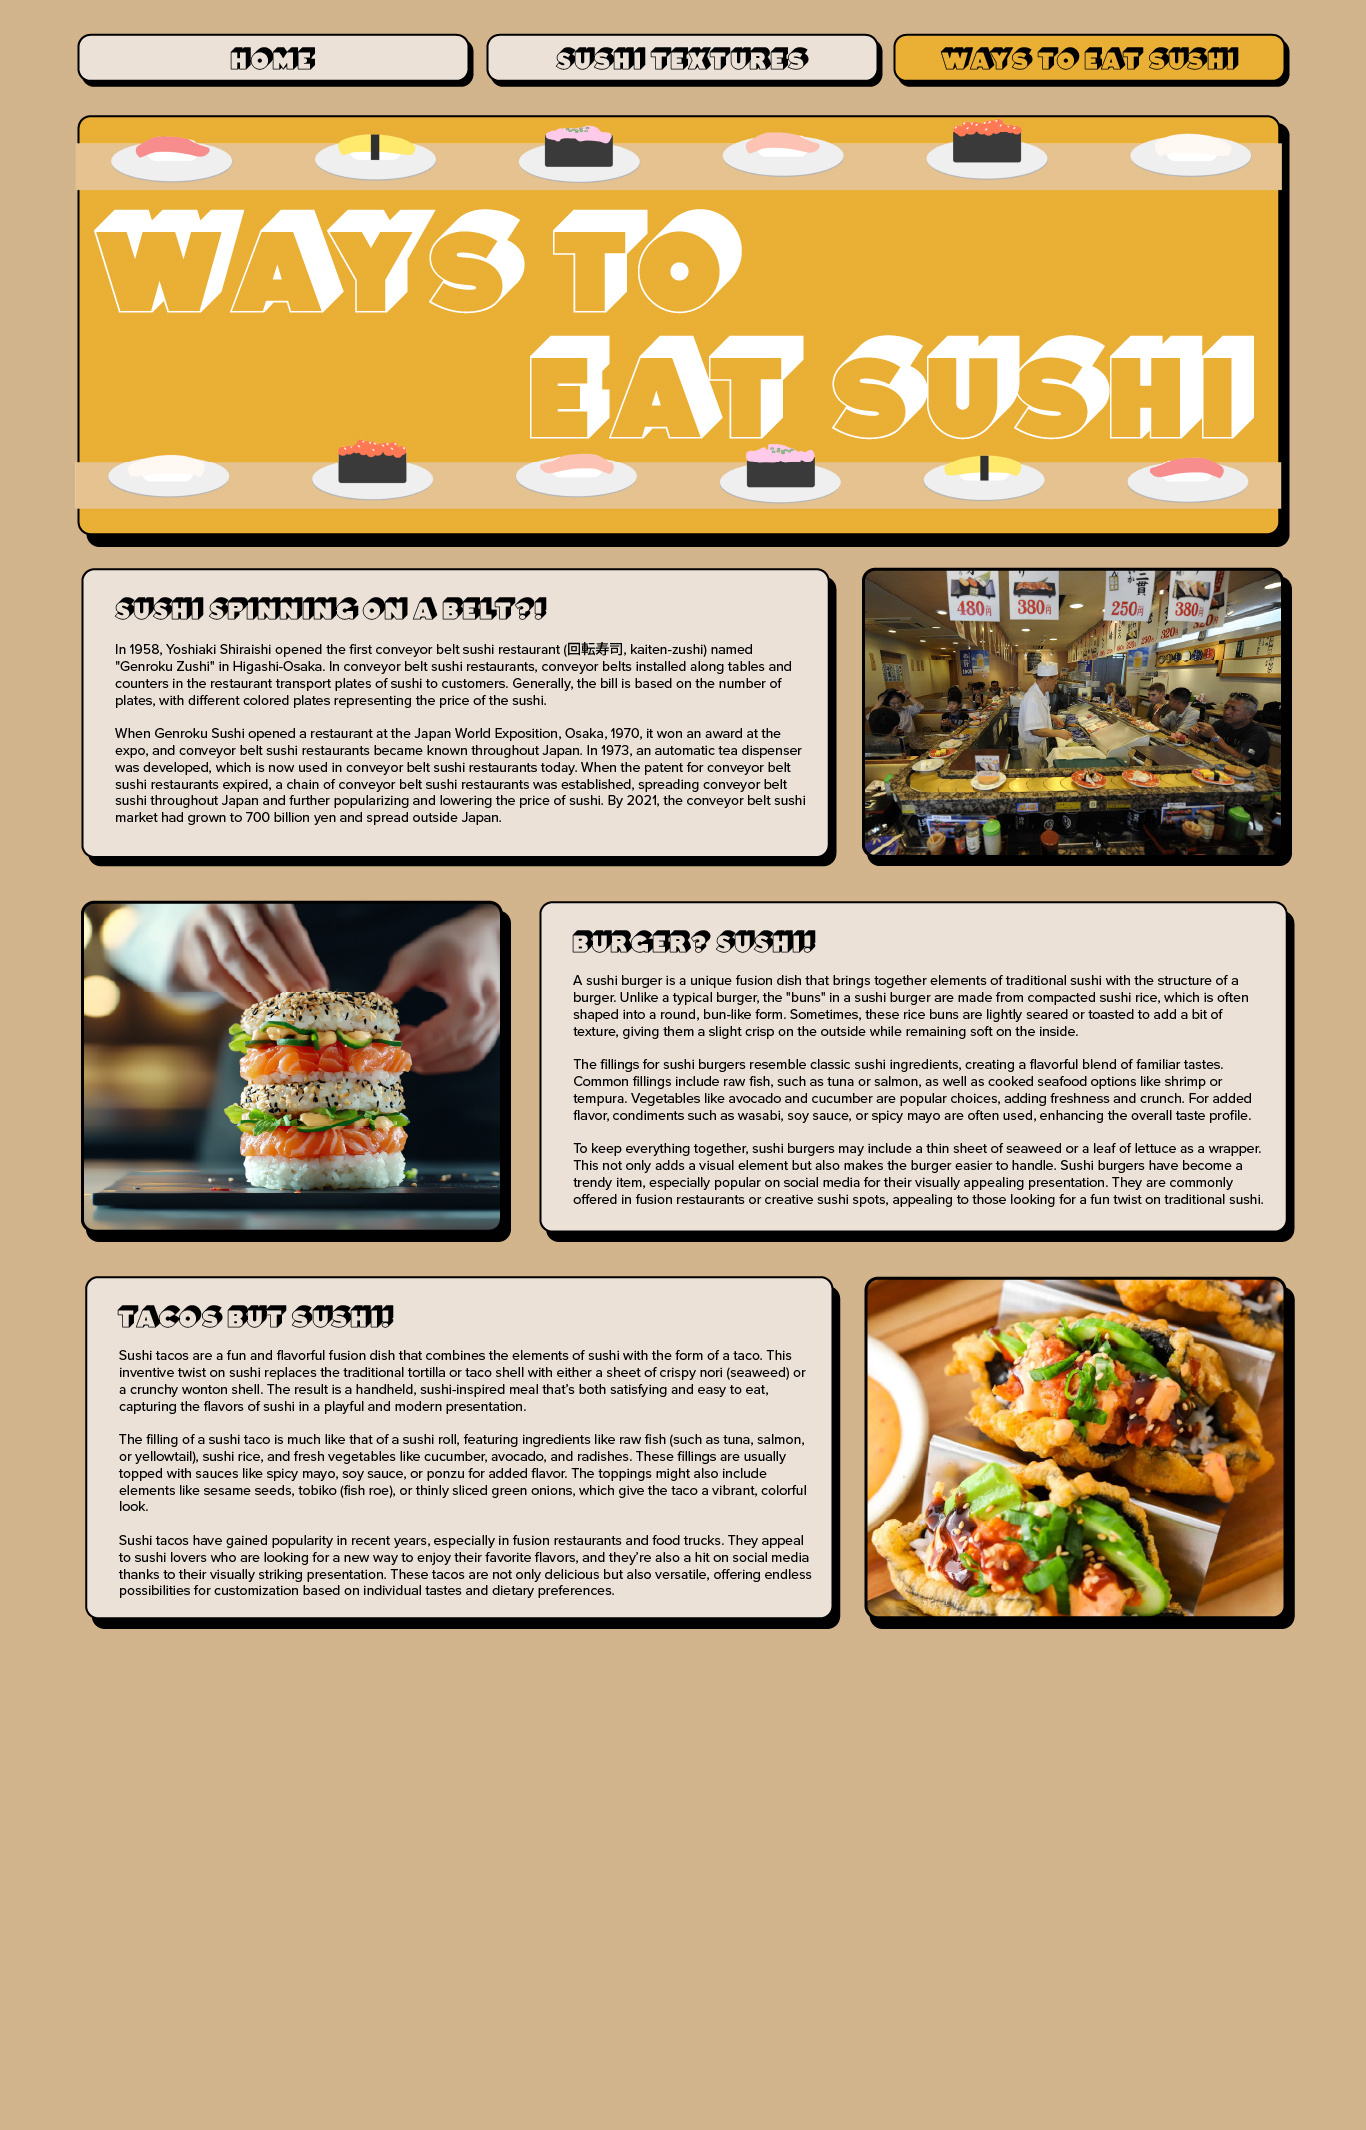 HOME
SUSHI TEXTURES
WAYS TO EAT SUSHI
WAYS TO
EAT SUSHI
SUSHI SPINNING ON A BELT?!
In 1958, Yoshiaki Shiraishi opened the first conveyor belt sushi restaurant (回転寿司, kaiten-zushi) named
"Genroku Zushi" in Higashi-Osaka. In conveyor belt sushi restaurants, conveyor belts installed along tables and
counters in the restaurant transport plates of sushi to customers. Generally, the bill is based on the number of
plates, with different colored plates representing the price of the sushi.
When Genroku Sushi opened a restaurant at the Japan World Exposition, Osaka, 1970, it won an award at the
expo, and conveyor belt sushi restaurants became known throughout Japan. In 1973, an automatic tea dispenser
was developed, which is now used in conveyor belt sushi restaurants today. When the patent for conveyor belt
sushi restaurants expired, a chain of conveyor belt sushi restaurants was established, spreading conveyor belt
sushi throughout Japan and further popularizing and lowering the price of sushi. By 2021, the conveyor belt sushi
market had grown to 700 billion yen and spread outside Japan.
480円
380円
250円
380円
BURGER? SUSHI!
A sushi burger is a unique fusion dish that brings together elements of traditional sushi with the structure of a
burger. Unlike a typical burger, the "buns" in a sushi burger are made from compacted sushi rice, which is often
shaped into a round, bun-like form. Sometimes, these rice buns are lightly seared or toasted to add a bit of
texture, giving them a slight crisp on the outside while remaining soft on the inside.
The fillings for sushi burgers resemble classic sushi ingredients, creating a flavorful blend of familiar tastes.
Common fillings include raw fish, such as tuna or salmon, as well as cooked seafood options like shrimp or
tempura. Vegetables like avocado and cucumber are popular choices, adding freshness and crunch. For added
flavor, condiments such as wasabi, soy sauce, or spicy mayo are often used, enhancing the overall taste profile.
To keep everything together, sushi burgers may include a thin sheet of seaweed or a leaf of lettuce as a wrapper.
This not only adds a visual element but also makes the burger easier to handle. Sushi burgers have become a
trendy item, especially popular on social media for their visually appealing presentation. They are commonly
offered in fusion restaurants or creative sushi spots, appealing to those looking for a fun twist on traditional sushi.
TACOS BUT SUSHI!
Sushi tacos are a fun and flavorful fusion dish that combines the elements of sushi with the form of a taco. This
inventive twist on sushi replaces the traditional tortilla or taco shell with either a sheet of crispy nori (seaweed) or
a crunchy wonton shell. The result is a handheld, sushi-inspired meal that's both satisfying and easy to eat,
capturing the flavors of sushi in a playful and modern presentation.
The filling of a sushi taco is much like that of a sushi roll, featuring ingredients like raw fish (such as tuna, salmon,
or yellowtail), sushi rice, and fresh vegetables like cucumber, avocado, and radishes. These fillings are usually
topped with sauces like spicy mayo, soy sauce, or ponzu for added flavor. The toppings might also include
elements like sesame seeds, tobiko (fish roe), or thinly sliced green onions, which give the taco a vibrant, colorful
look.
Sushi tacos have gained popularity in recent years, especially in fusion restaurants and food trucks. They appeal
to sushi lovers who are looking for a new way to enjoy their favorite flavors, and they're also a hit on social media
thanks to their visually striking presentation. These tacos are not only delicious but also versatile, offering endless
possibilities for customization based on individual tastes and dietary preferences.